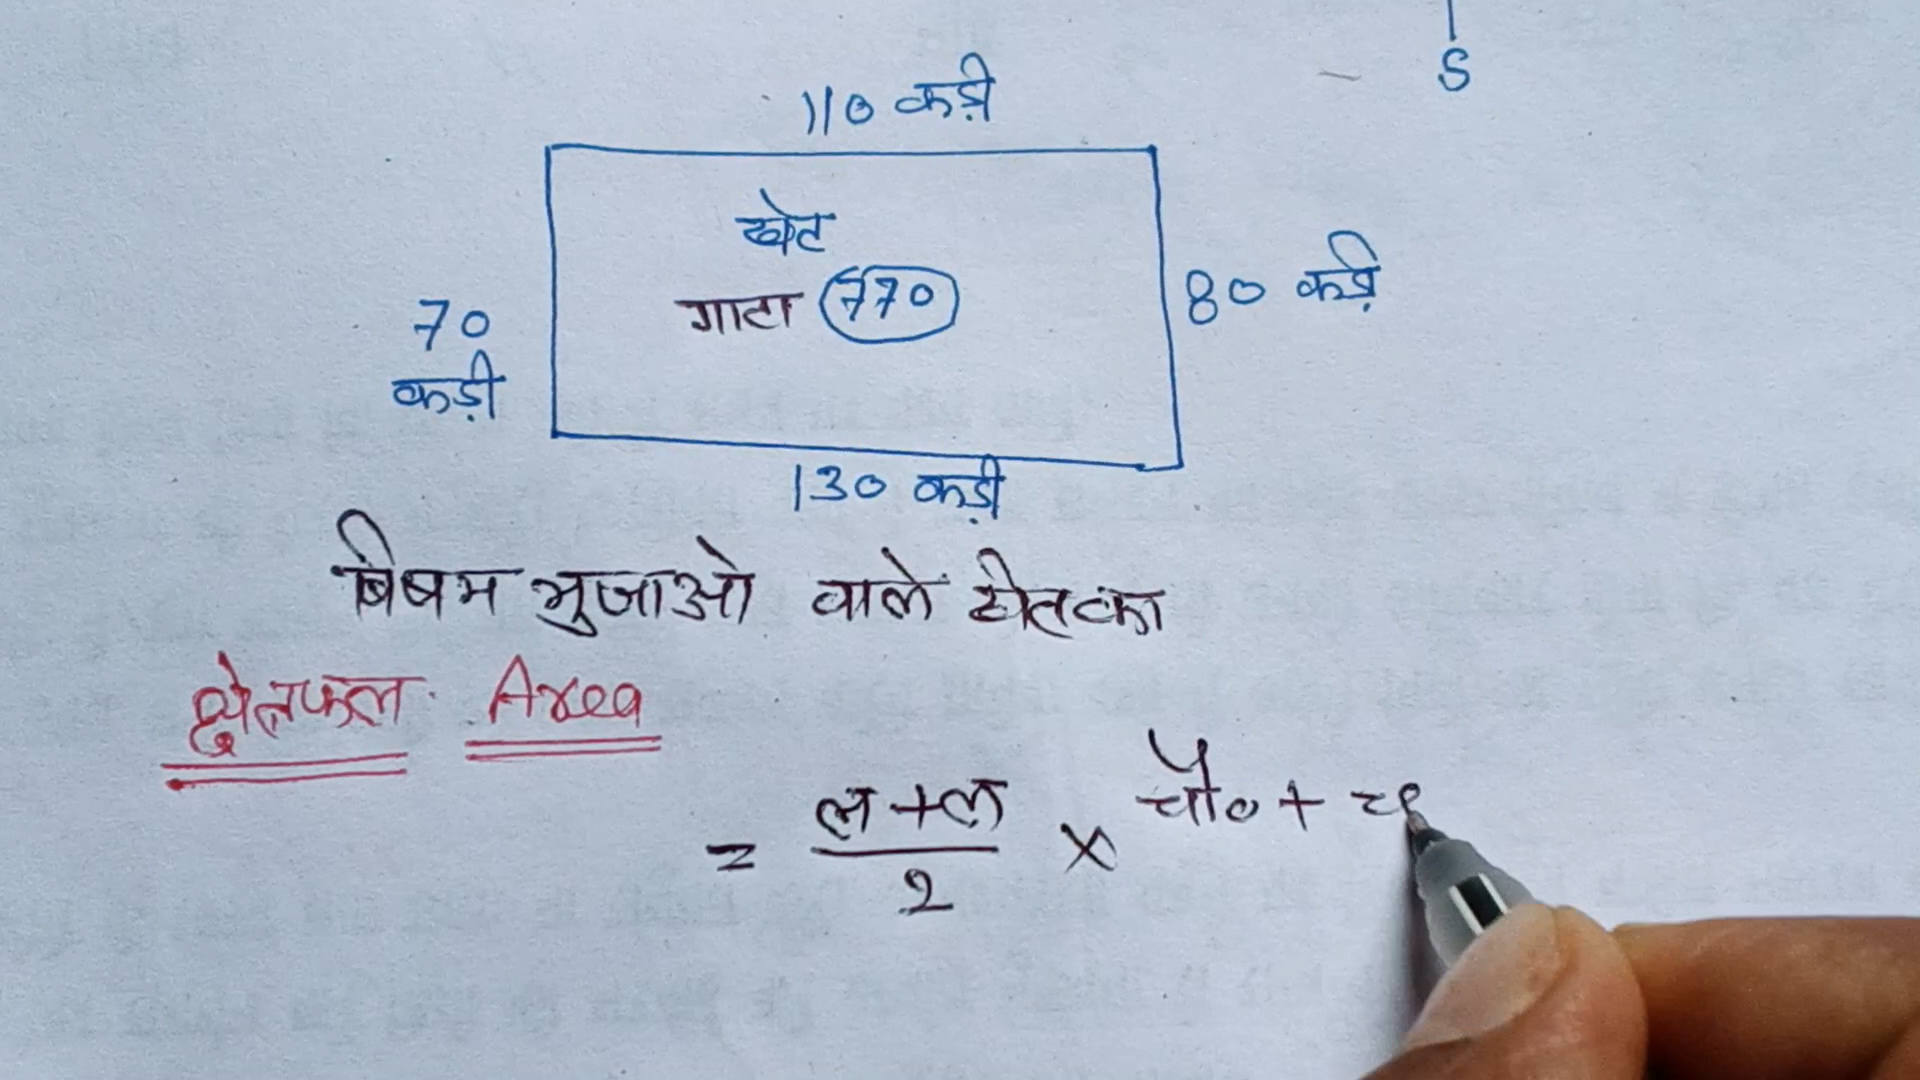 S
110 कड़ी
खेत
गाटा 770
80 कड़ी
70
कड़ी
130 कड़ी
बिषम भुजाओ वाले खेत का
क्षेत्रफल Area
= ल+ल / 2 × चौ० + च